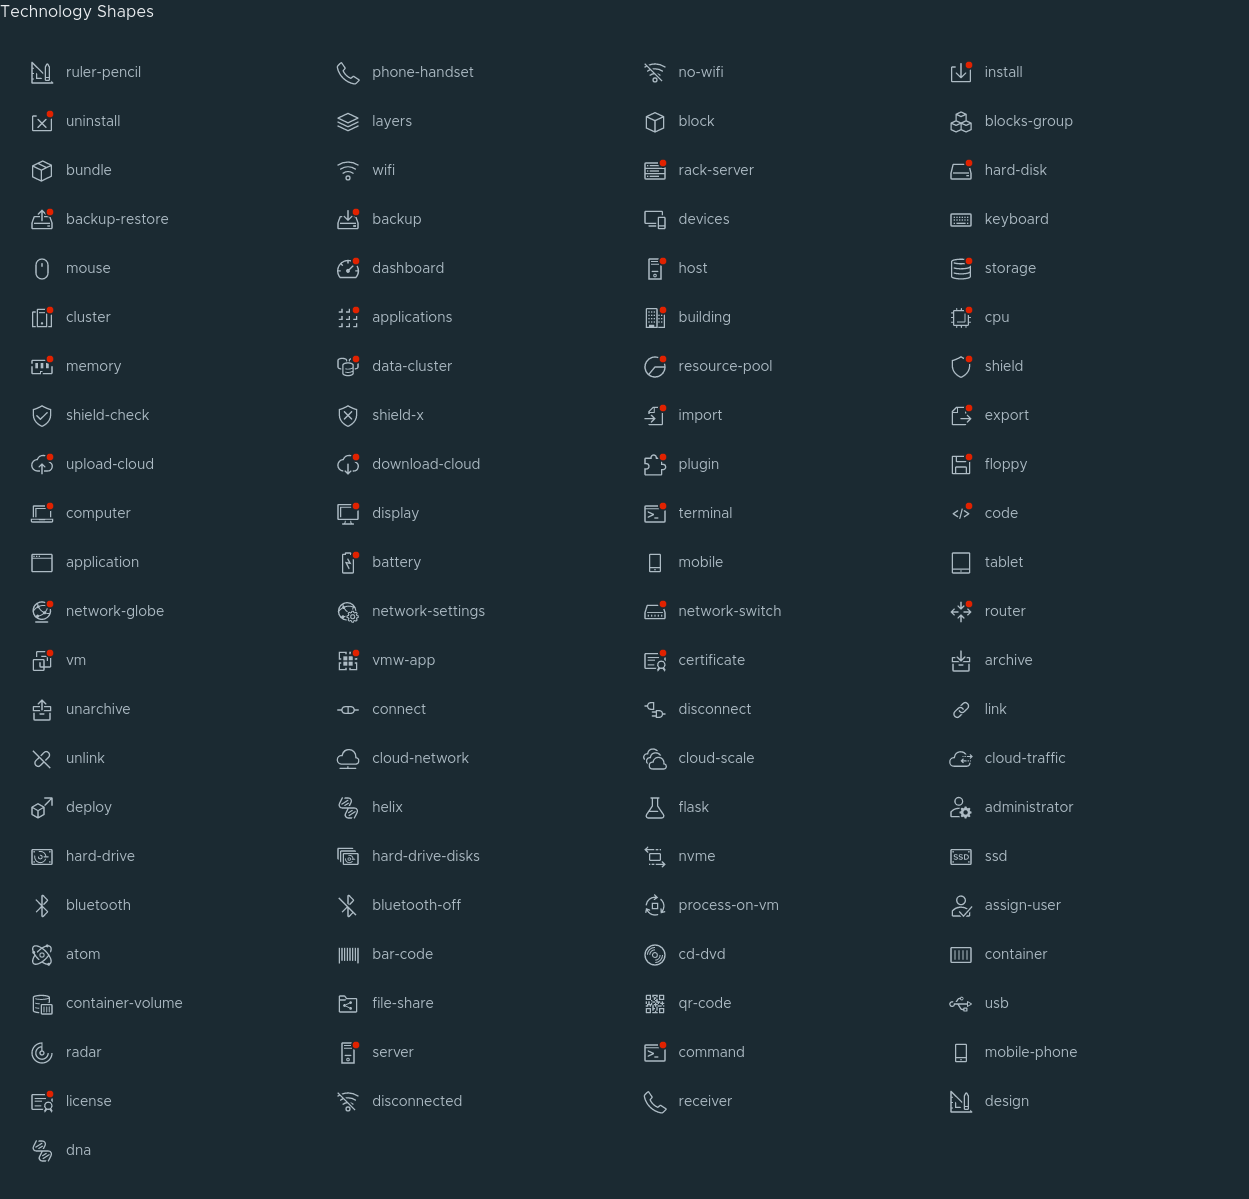 Technology Shapes
ruler-pencil phone-handset no-wifi install
uninstall layers block blocks-group
bundle wifi rack-server hard-disk
backup-restore backup devices keyboard
mouse dashboard host storage
cluster applications building cpu
memory data-cluster resource-pool shield
shield-check shield-x import export
upload-cloud download-cloud plugin floppy
computer display terminal code
application battery mobile tablet
network-globe network-settings network-switch router
vm vmw-app certificate archive
unarchive connect disconnect link
unlink cloud-network cloud-scale cloud-traffic
deploy helix flask administrator
hard-drive hard-drive-disks nvme SSD ssd
bluetooth bluetooth-off process-on-vm assign-user
atom bar-code cd-dvd container
container-volume file-share qr-code usb
radar server command mobile-phone
license disconnected receiver design
dna